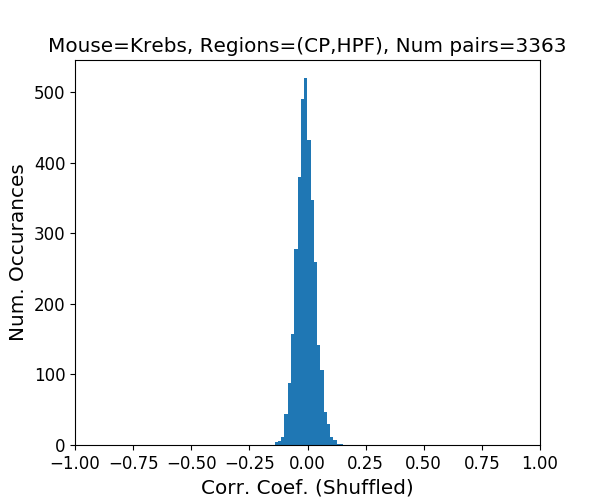 Mouse=Krebs, Regions=(CP,HPF), Num pairs=3363
500
400
300
200
100
0
Num. Occurances
−1.00 −0.75 −0.50 −0.25 0.00 0.25 0.50 0.75 1.00
Corr. Coef. (Shuffled)